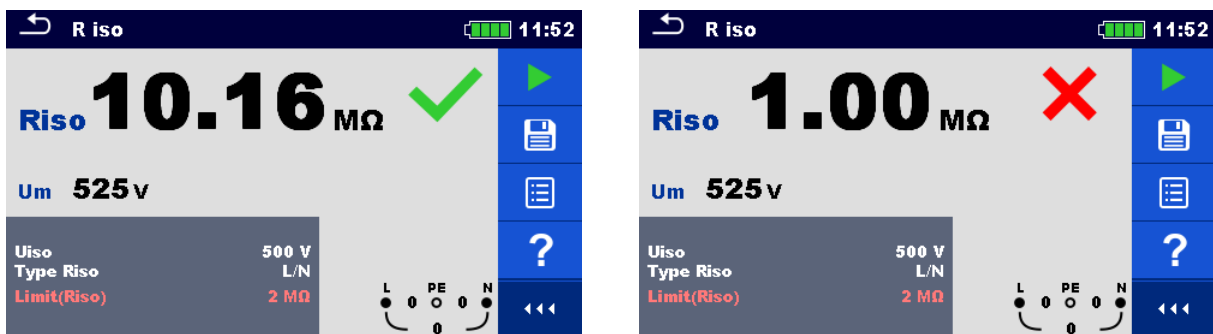 R iso 11:52
Riso 10.16 MΩ
Um 525 V
Uiso 500 V
Type Riso L/N
Limit(Riso) 2 MΩ
L PE N
0 0
0
?
R iso 11:52
Riso 1.00 MΩ
Um 525 V
Uiso 500 V
Type Riso L/N
Limit(Riso) 2 MΩ
L PE N
0 0
0
?